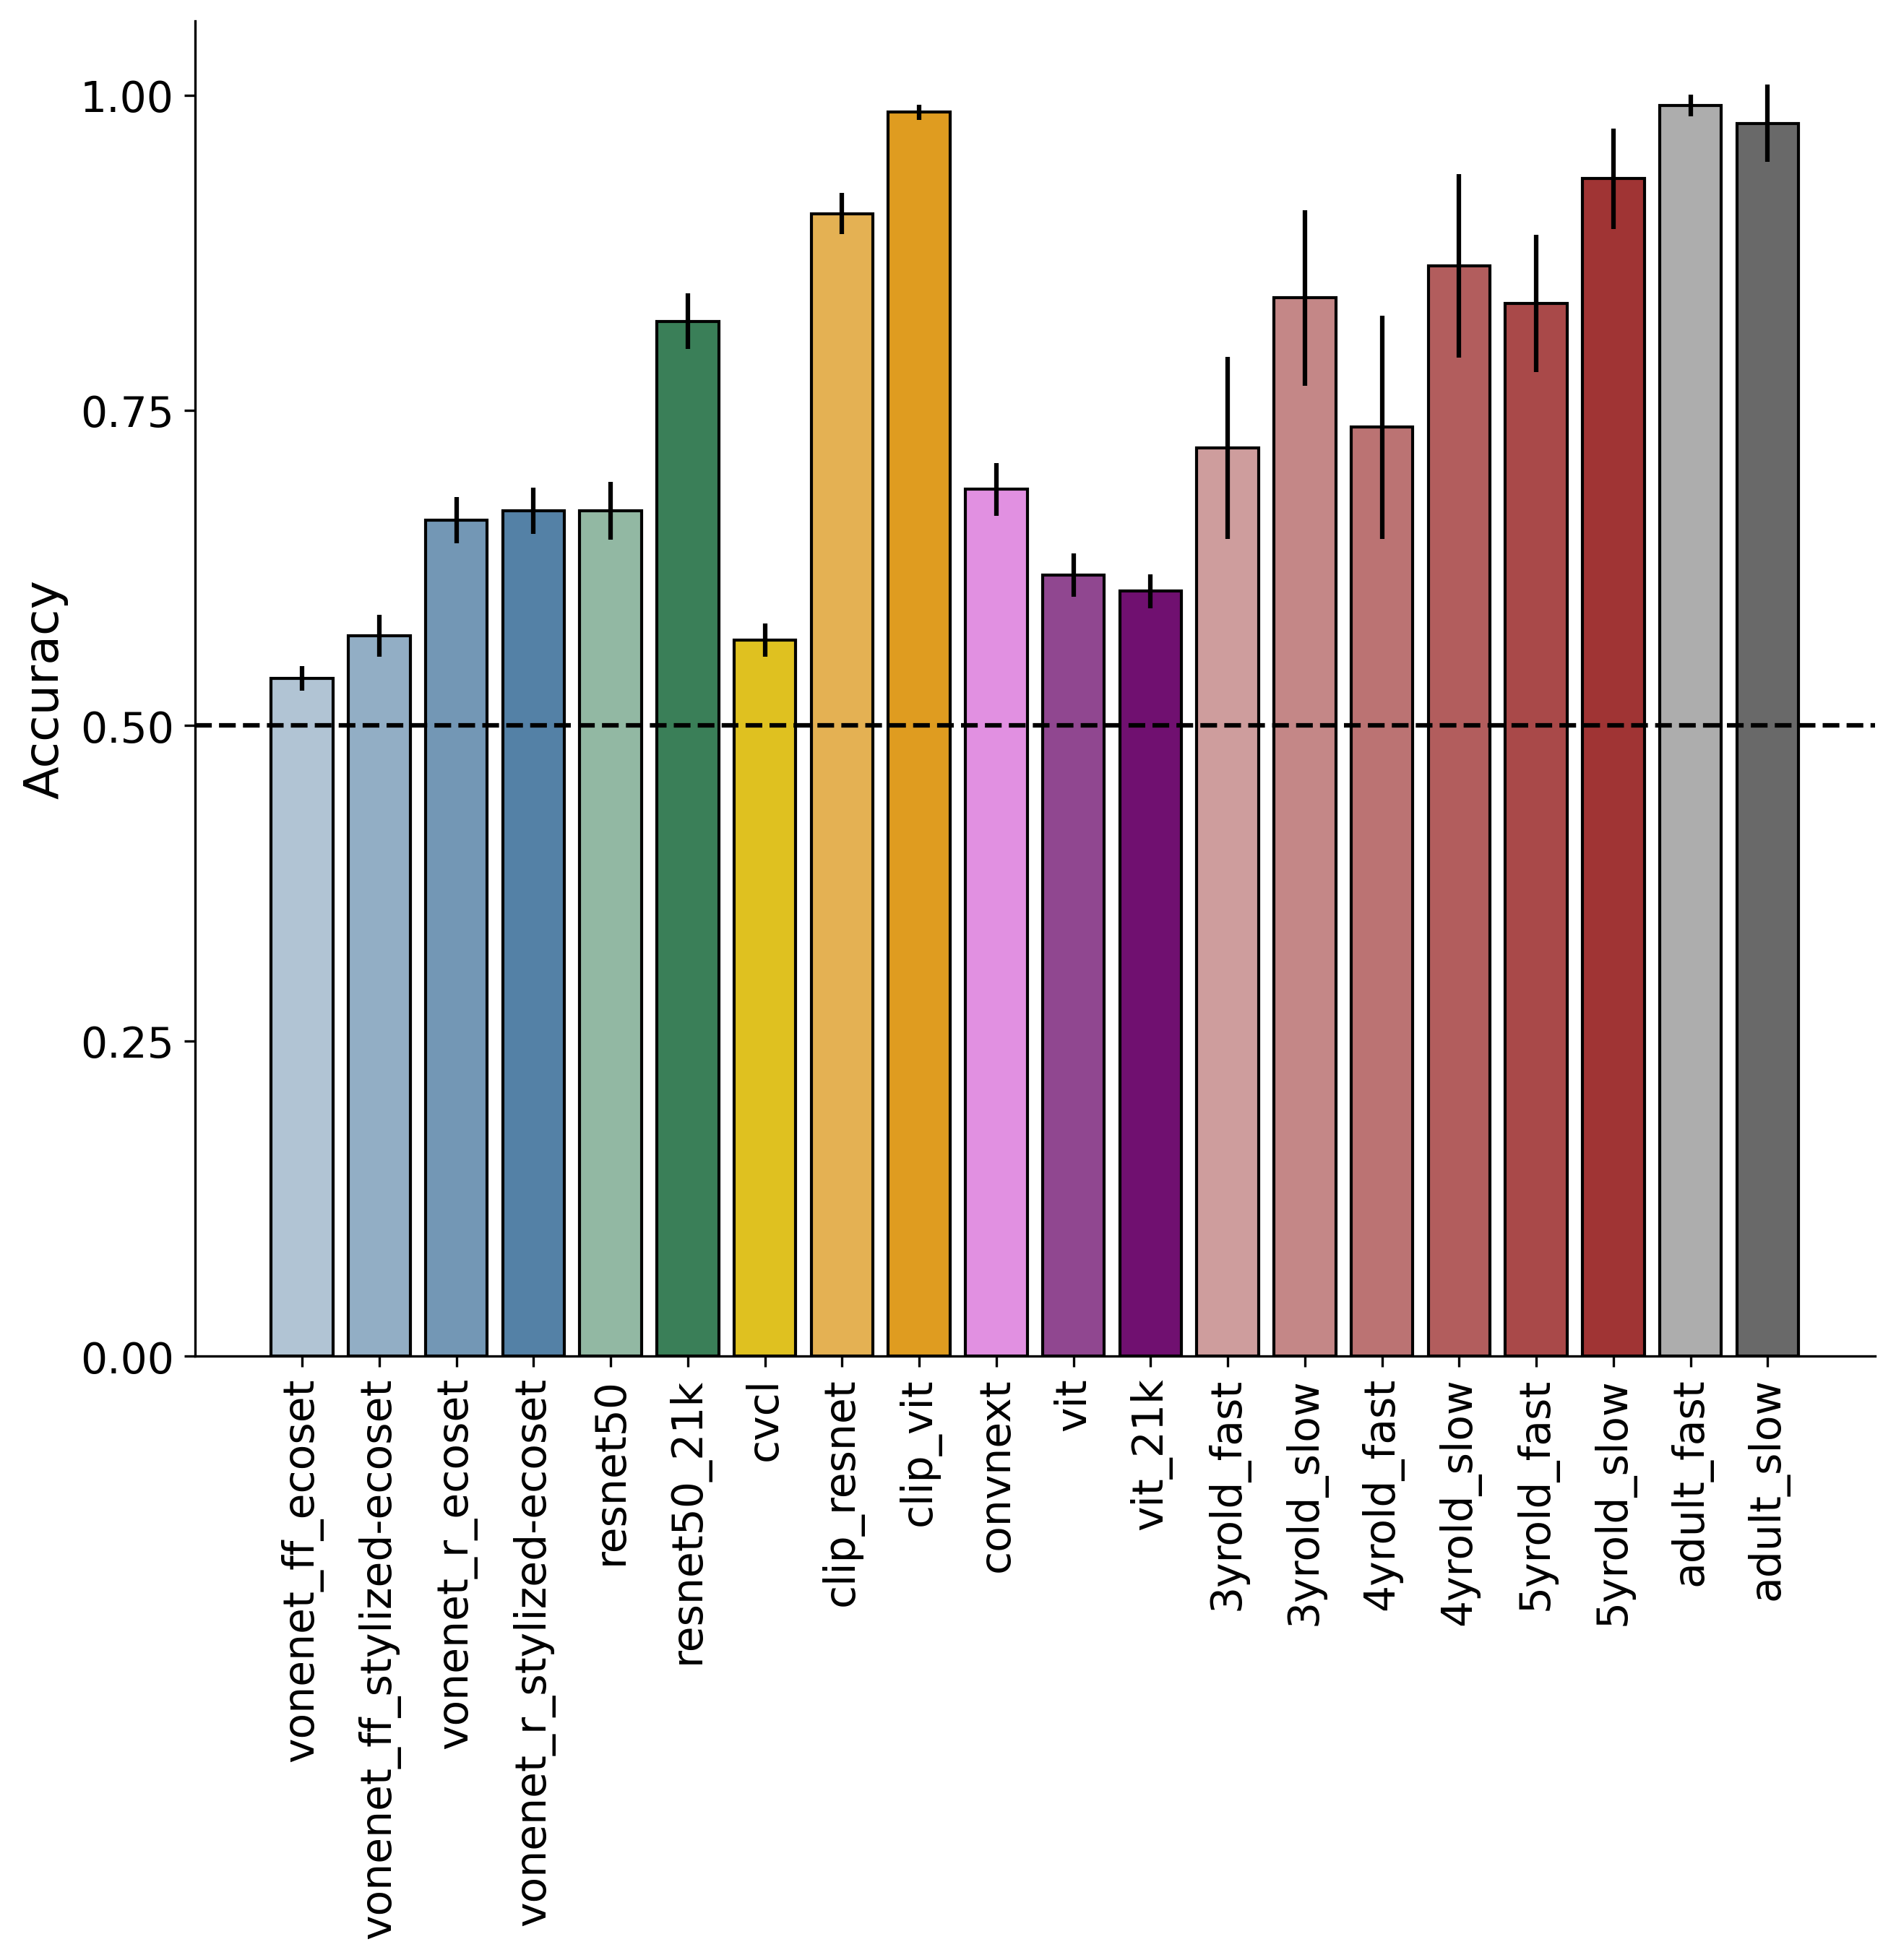 1.00
0.75
0.50
0.25
0.00
Accuracy
vonenet_ff_ecoset
vonenet_ff_stylized-ecoset
vonenet_r_ecoset
vonenet_r_stylized-ecoset
resnet50
resnet50_21k
cvcl
clip_resnet
clip_vit
convnext
vit
vit_21k
3yrold_fast
3yrold_slow
4yrold_fast
4yrold_slow
5yrold_fast
5yrold_slow
adult_fast
adult_slow